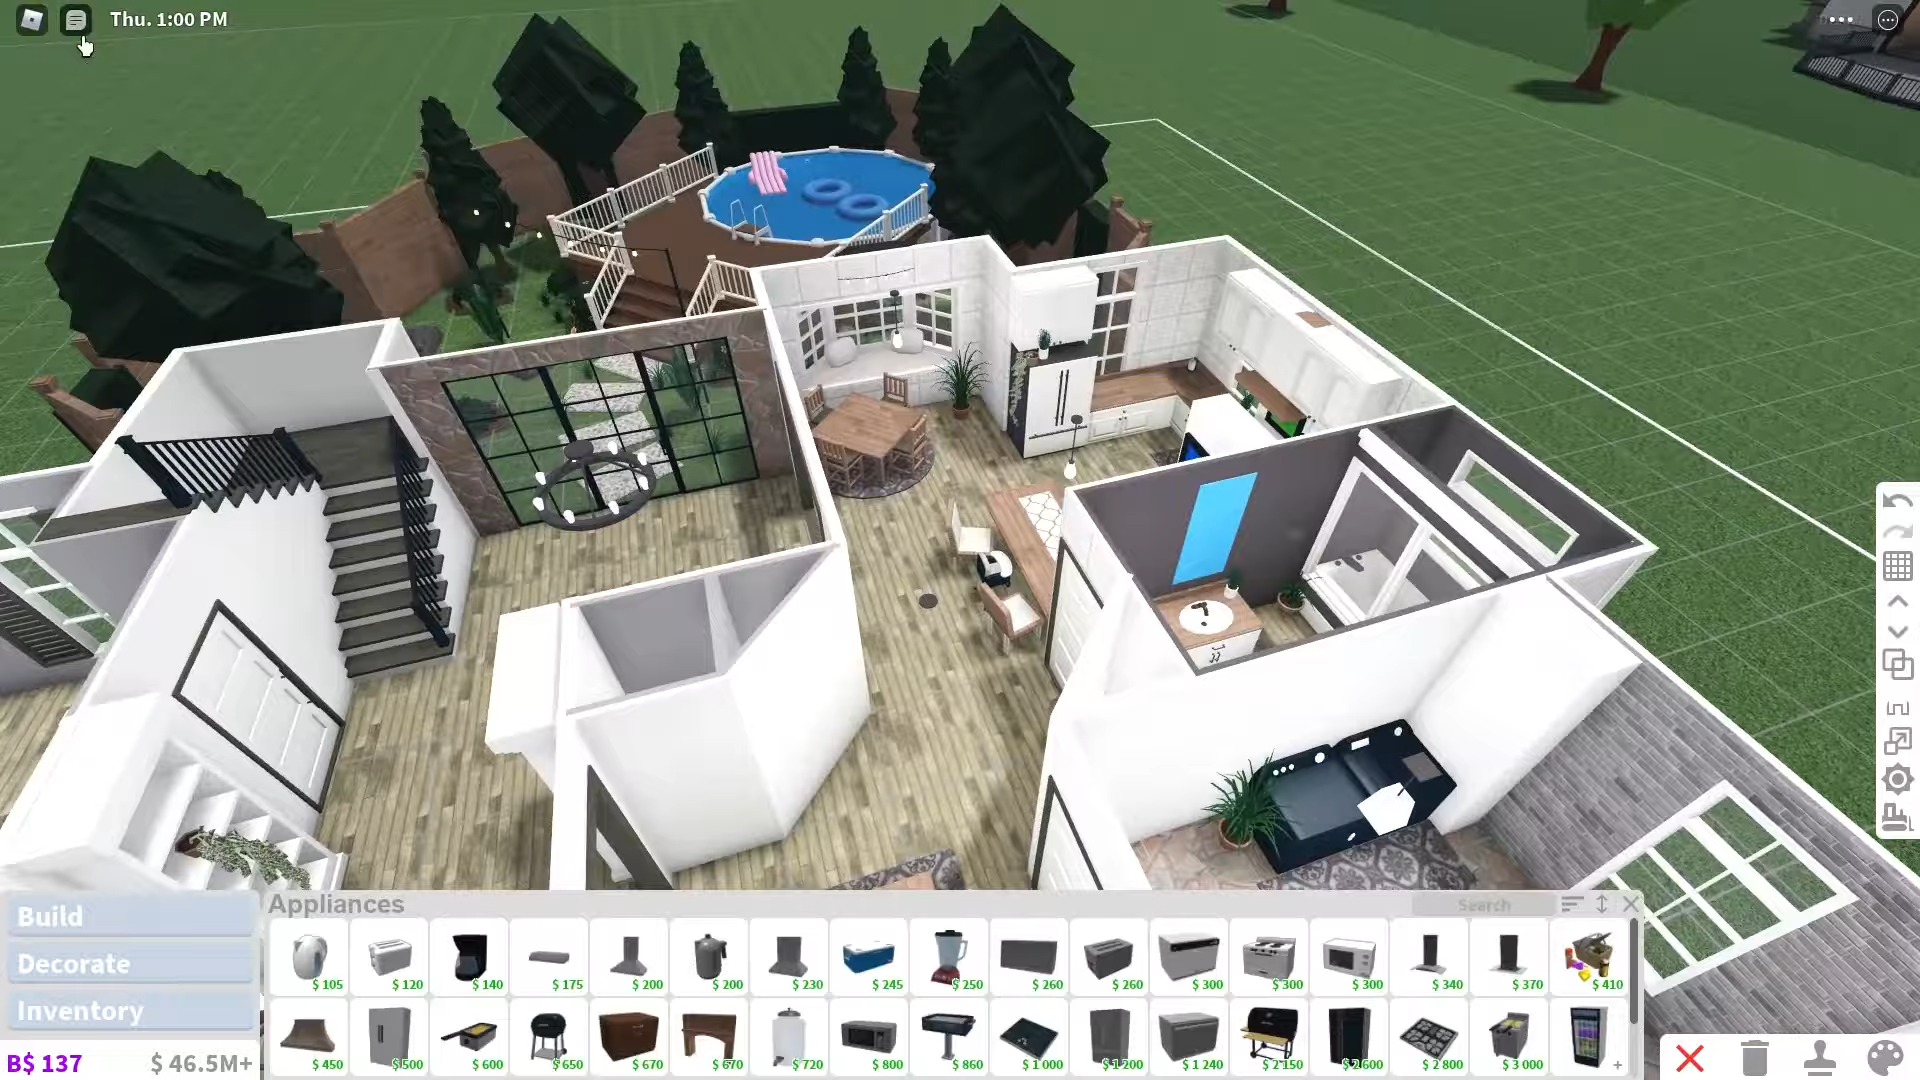 Thu. 1:00 PM
Build
Decorate
Inventory
B$ 137
$ 46.5M+
Appliances
Search
$ 105
$ 120
$ 140
$ 175
$ 200
$ 200
$ 230
$ 245
$ 250
$ 260
$ 260
$ 300
$ 300
$ 300
$ 340
$ 370
$ 410
$ 450
$ 500
$ 600
$ 650
$ 670
$ 670
$ 720
$ 800
$ 860
$ 1 000
$ 1 200
$ 1 240
$ 2 150
$ 2 600
$ 2 800
$ 3 000